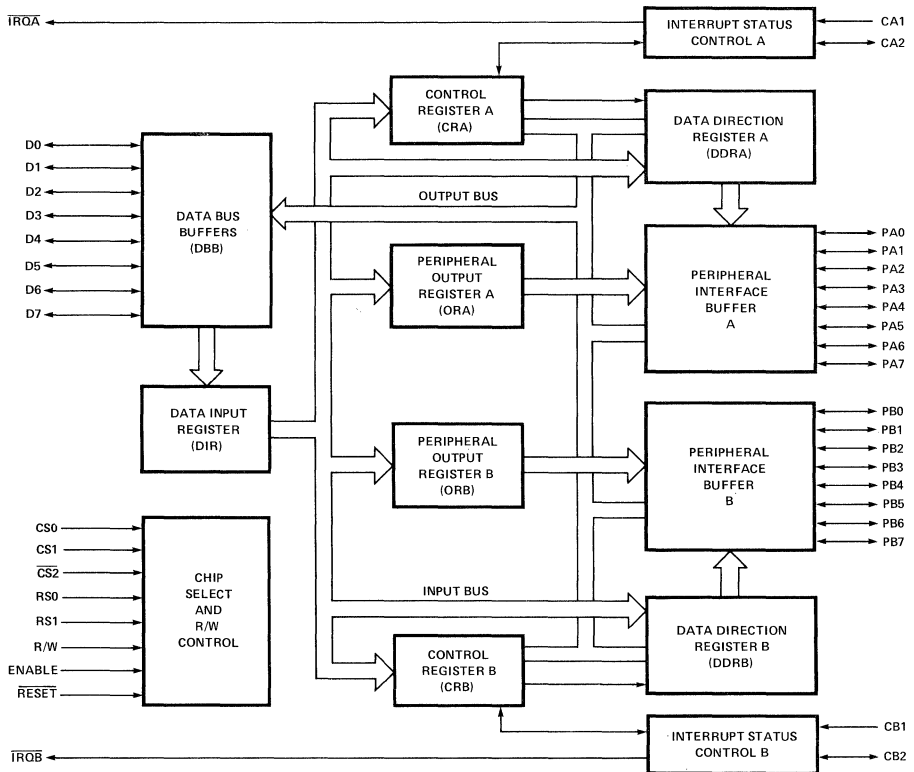 IRQA
INTERRUPT STATUS
CONTROL A
CA1
CA2
CONTROL
REGISTER A
(CRA)
DATA DIRECTION
REGISTER A
(DDRA)
D0
D1
D2
D3
D4
D5
D6
D7
DATA BUS
BUFFERS
(DBB)
OUTPUT BUS
PERIPHERAL
OUTPUT
REGISTER A
(ORA)
PERIPHERAL
INTERFACE
BUFFER
A
PA0
PA1
PA2
PA3
PA4
PA5
PA6
PA7
DATA INPUT
REGISTER
(DIR)
PERIPHERAL
OUTPUT
REGISTER B
(ORB)
PERIPHERAL
INTERFACE
BUFFER
B
PB0
PB1
PB2
PB3
PB4
PB5
PB6
PB7
CS0
CS1
CS2
RS0
RS1
R/W
ENABLE
RESET
CHIP
SELECT
AND
R/W
CONTROL
INPUT BUS
CONTROL
REGISTER B
(CRB)
DATA DIRECTION
REGISTER B
(DDRB)
IRQB
INTERRUPT STATUS
CONTROL B
CB1
CB2